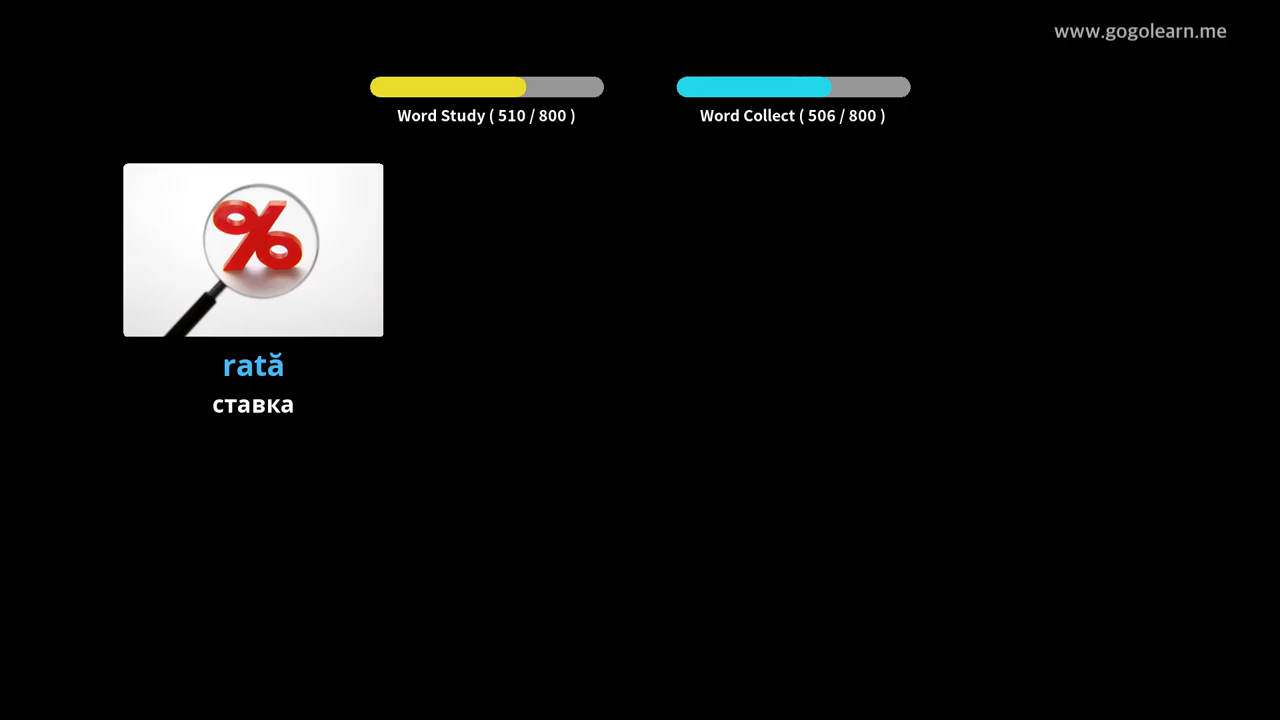 www.gogolearn.me
Word Study ( 510 / 800 )
Word Collect ( 506 / 800 )
%
rată
ставка